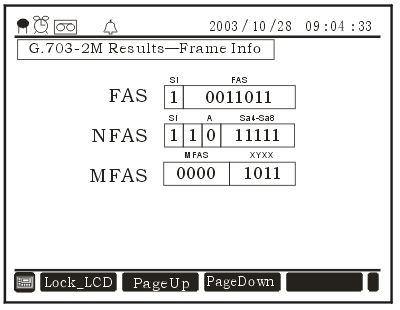 2003/10/28 09:04:33
G.703-2M Results—Frame Info
SI FAS
FAS 1 0011011
SI A Sa4-Sa8
NFAS 1 1 0 11111
MFAS XYXX
MFAS 0000 1011
Lock_LCD PageUp PageDown